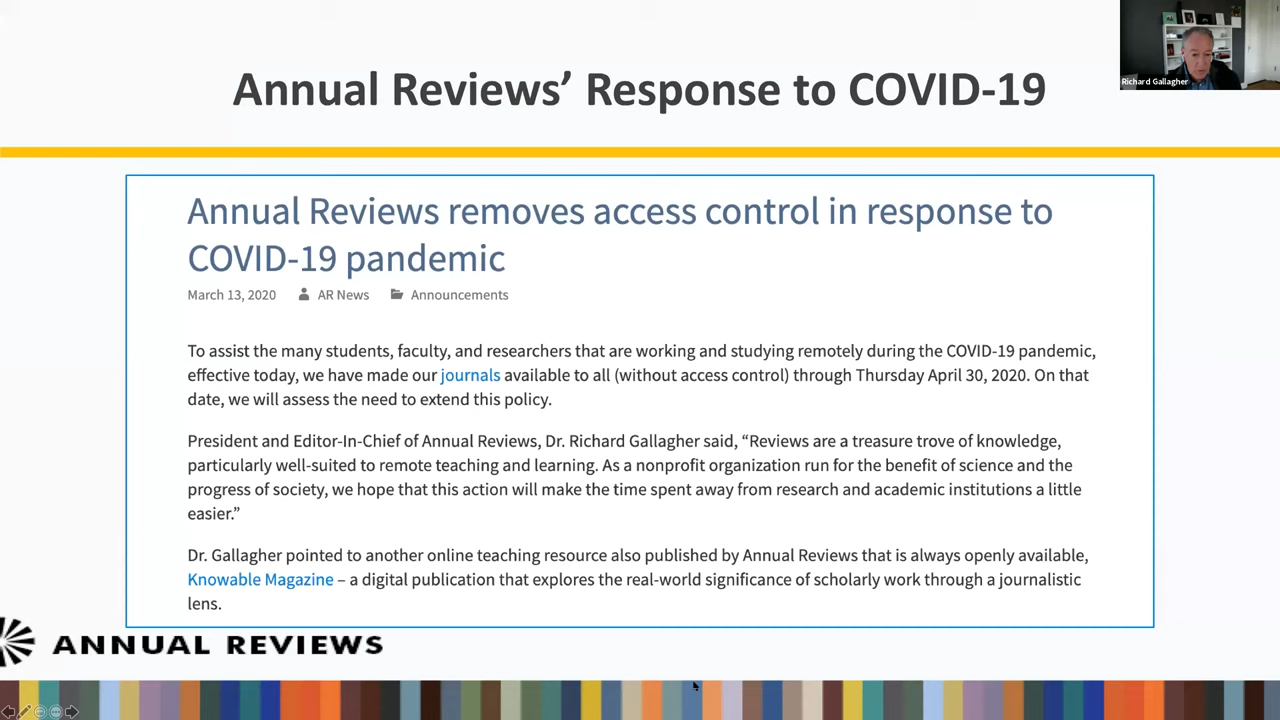 Annual Reviews’ Response to COVID-19
Richard Gallagher
Annual Reviews removes access control in response to
COVID-19 pandemic
March 13, 2020 AR News Announcements
To assist the many students, faculty, and researchers that are working and studying remotely during the COVID-19 pandemic,
effective today, we have made our journals available to all (without access control) through Thursday April 30, 2020. On that
date, we will assess the need to extend this policy.
President and Editor-In-Chief of Annual Reviews, Dr. Richard Gallagher said, “Reviews are a treasure trove of knowledge,
particularly well-suited to remote teaching and learning. As a nonprofit organization run for the benefit of science and the
progress of society, we hope that this action will make the time spent away from research and academic institutions a little
easier.”
Dr. Gallagher pointed to another online teaching resource also published by Annual Reviews that is always openly available,
Knowable Magazine – a digital publication that explores the real-world significance of scholarly work through a journalistic
lens.
ANNUAL REVIEWS